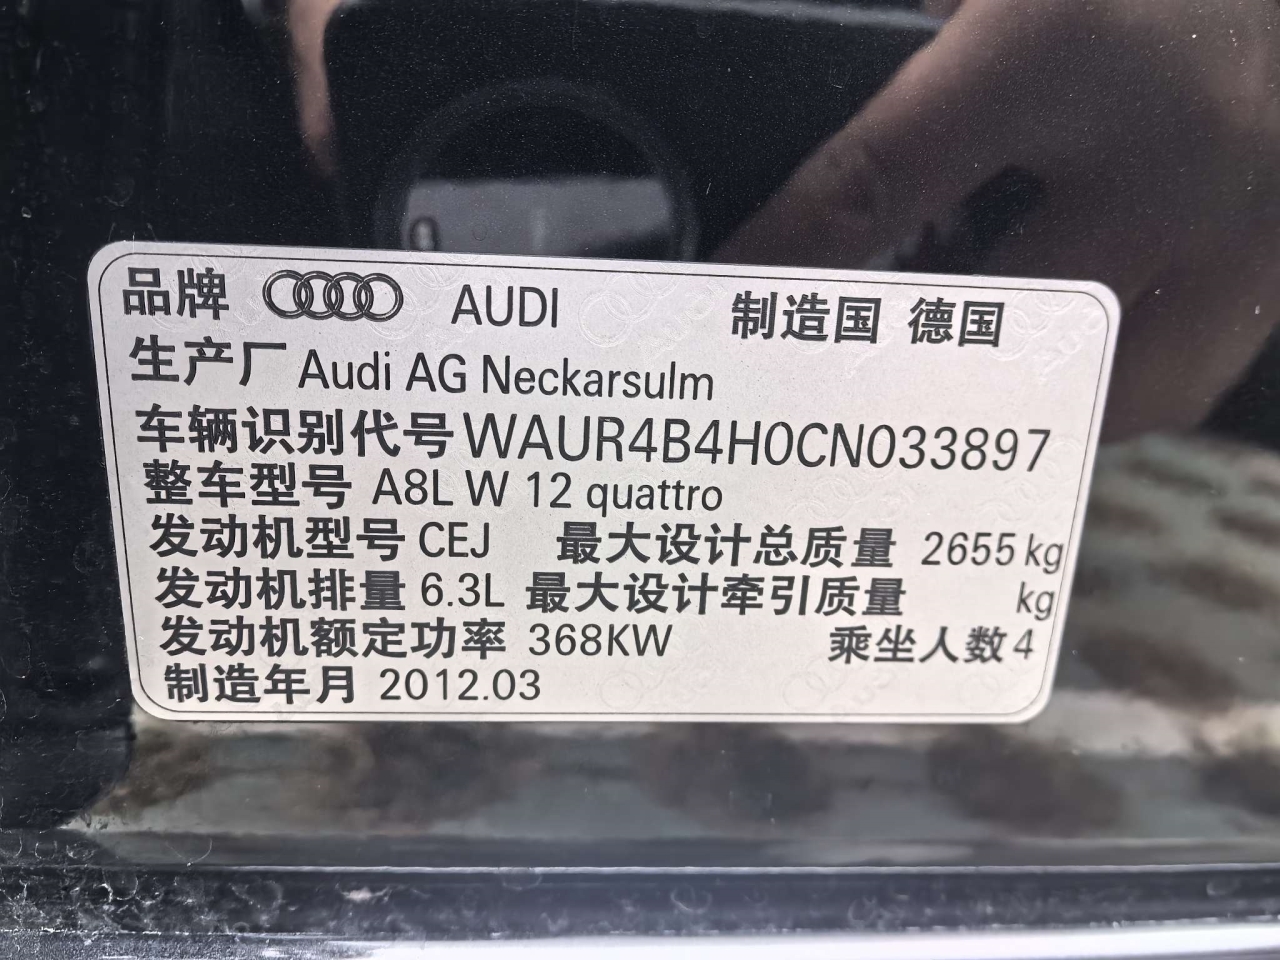 品牌 AUDI 制造国 德国
生产厂 Audi AG Neckarsulm
车辆识别代号 WAUR4B4H0CN033897
整车型号 A8L W 12 quattro
发动机型号 CEJ 最大设计总质量 2655 kg
发动机排量 6.3L 最大设计牵引质量 kg
发动机额定功率 368KW 乘坐人数 4
制造年月 2012.03